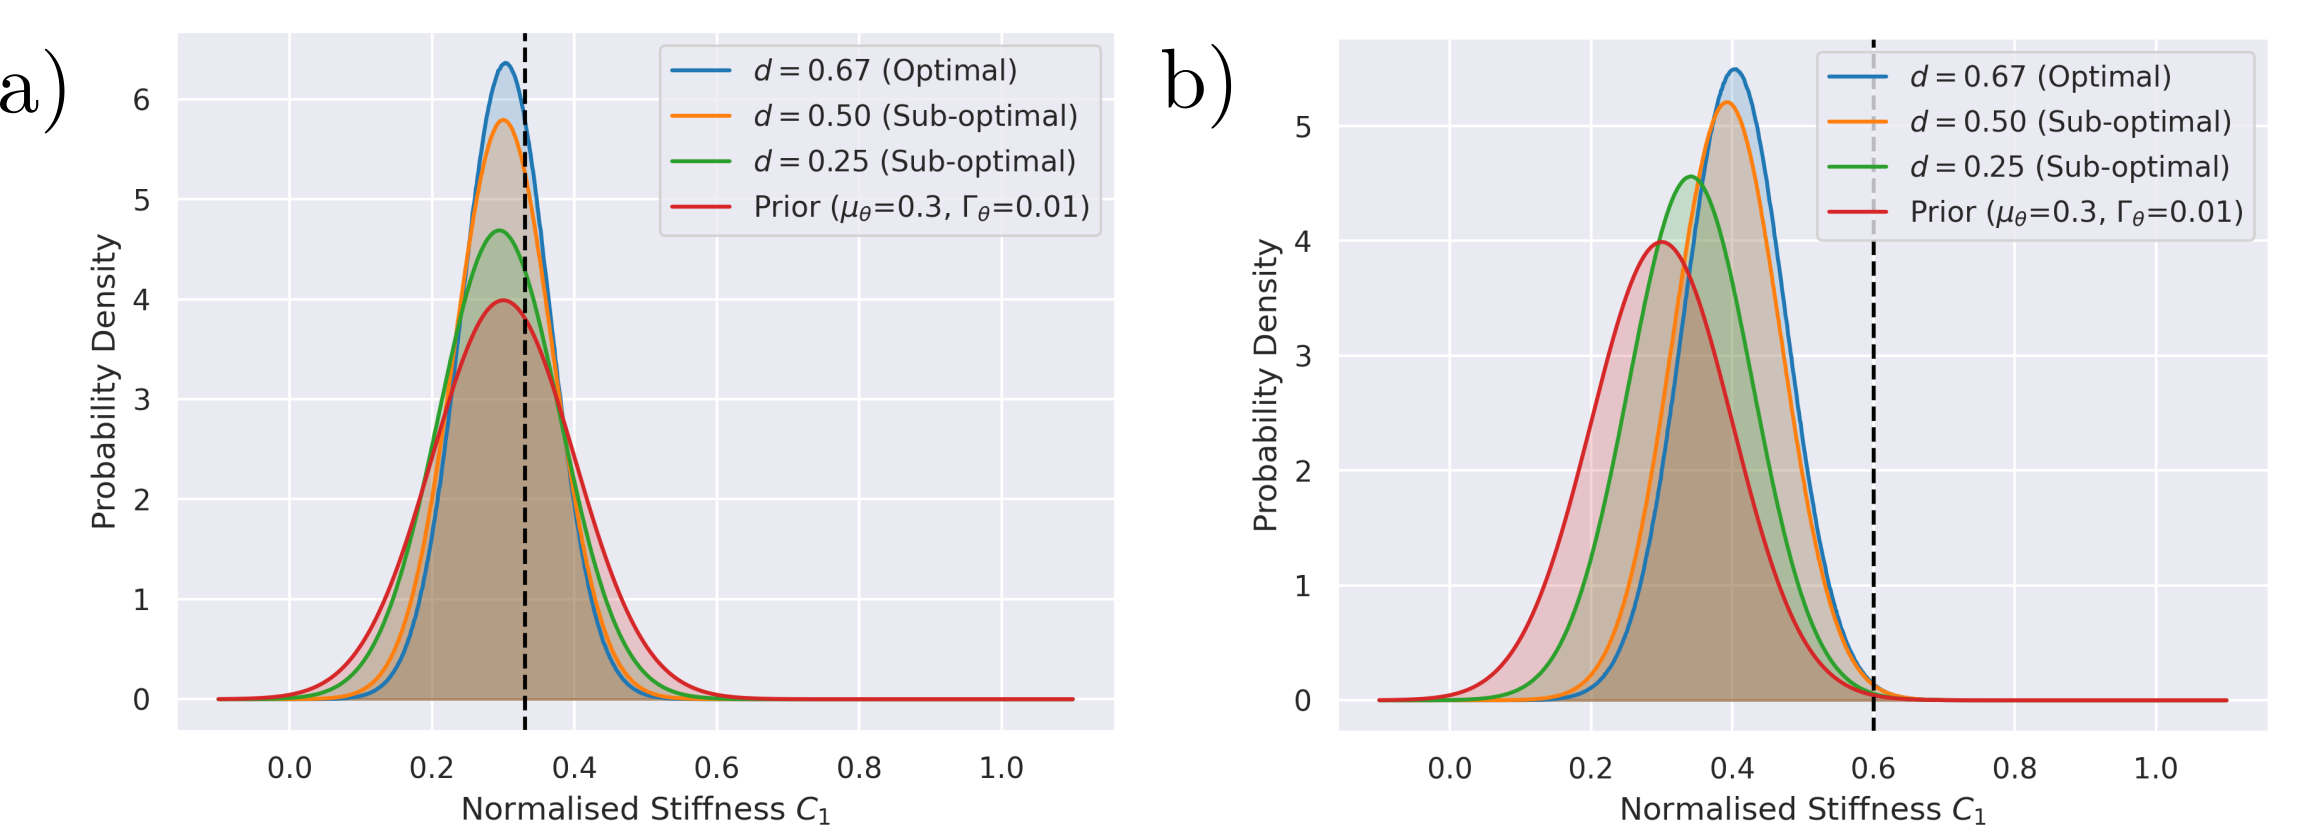 a)
d = 0.67 (Optimal)
d = 0.50 (Sub-optimal)
d = 0.25 (Sub-optimal)
Prior (μθ=0.3, Γθ=0.01)
6
5
4
3
2
1
0
Probability Density
0.0 0.2 0.4 0.6 0.8 1.0
Normalised Stiffness C1
b)
d = 0.67 (Optimal)
d = 0.50 (Sub-optimal)
d = 0.25 (Sub-optimal)
Prior (μθ=0.3, Γθ=0.01)
5
4
3
2
1
0
Probability Density
0.0 0.2 0.4 0.6 0.8 1.0
Normalised Stiffness C1